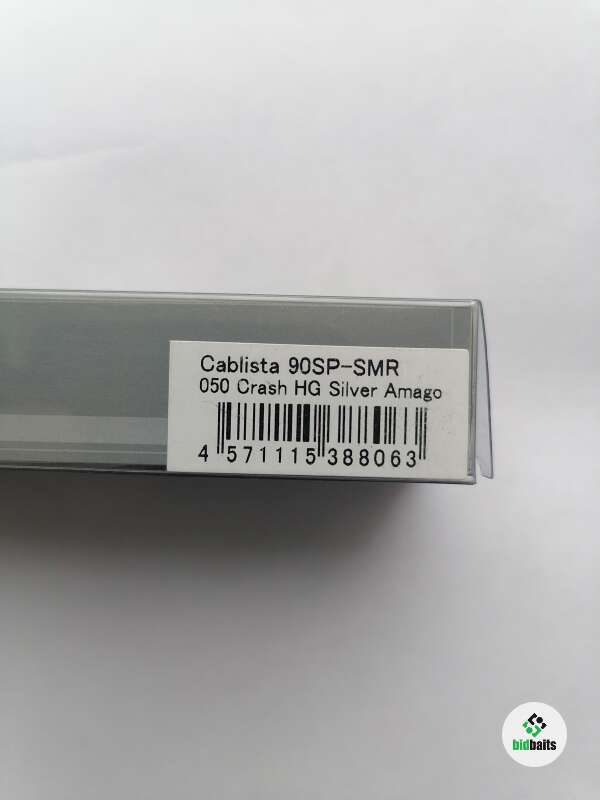 Cablista 90SP-SMR
050 Crash HG Silver Amago
4 571115 388063
bidbaits